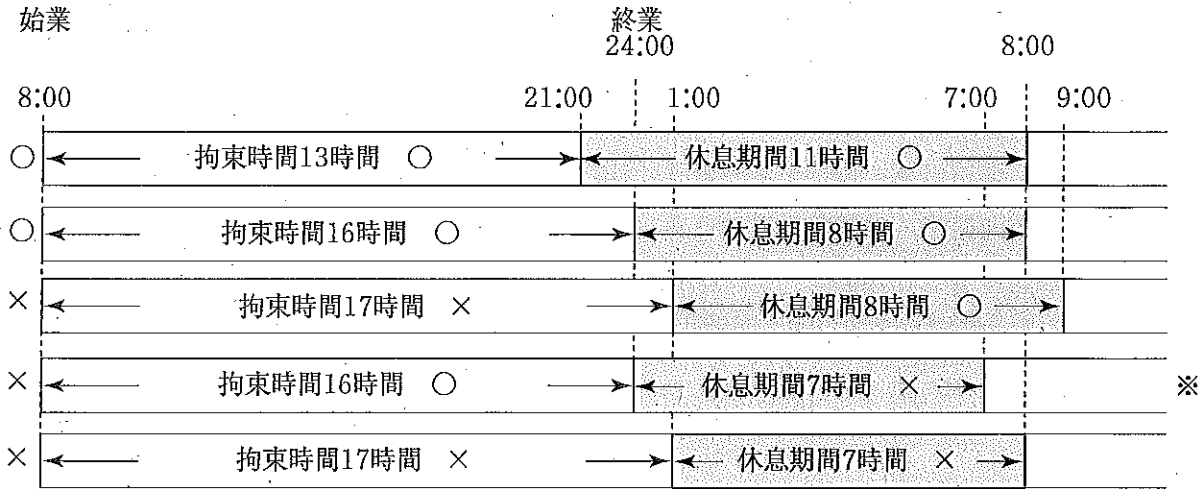 始業 終業
24:00 8:00
8:00 21:00 1:00 7:00 9:00
○ 拘束時間13時間 ○ 休息期間11時間 ○
○ 拘束時間16時間 ○ 休息期間8時間 ○
× 拘束時間17時間 × 休息期間8時間 ○
× 拘束時間16時間 ○ 休息期間7時間 × ※
× 拘束時間17時間 × 休息期間7時間 ×